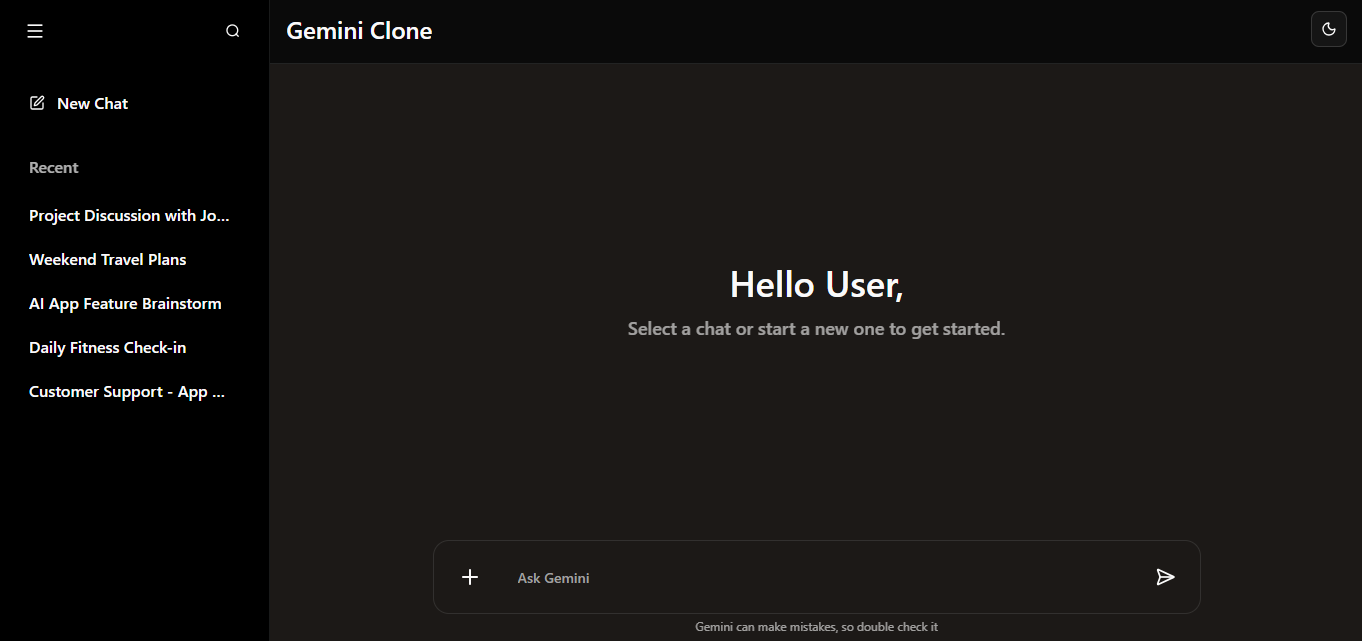 Gemini Clone
New Chat
Recent
Project Discussion with Jo...
Weekend Travel Plans
AI App Feature Brainstorm
Daily Fitness Check-in
Customer Support - App ...
Hello User,
Select a chat or start a new one to get started.
Ask Gemini
Gemini can make mistakes, so double check it